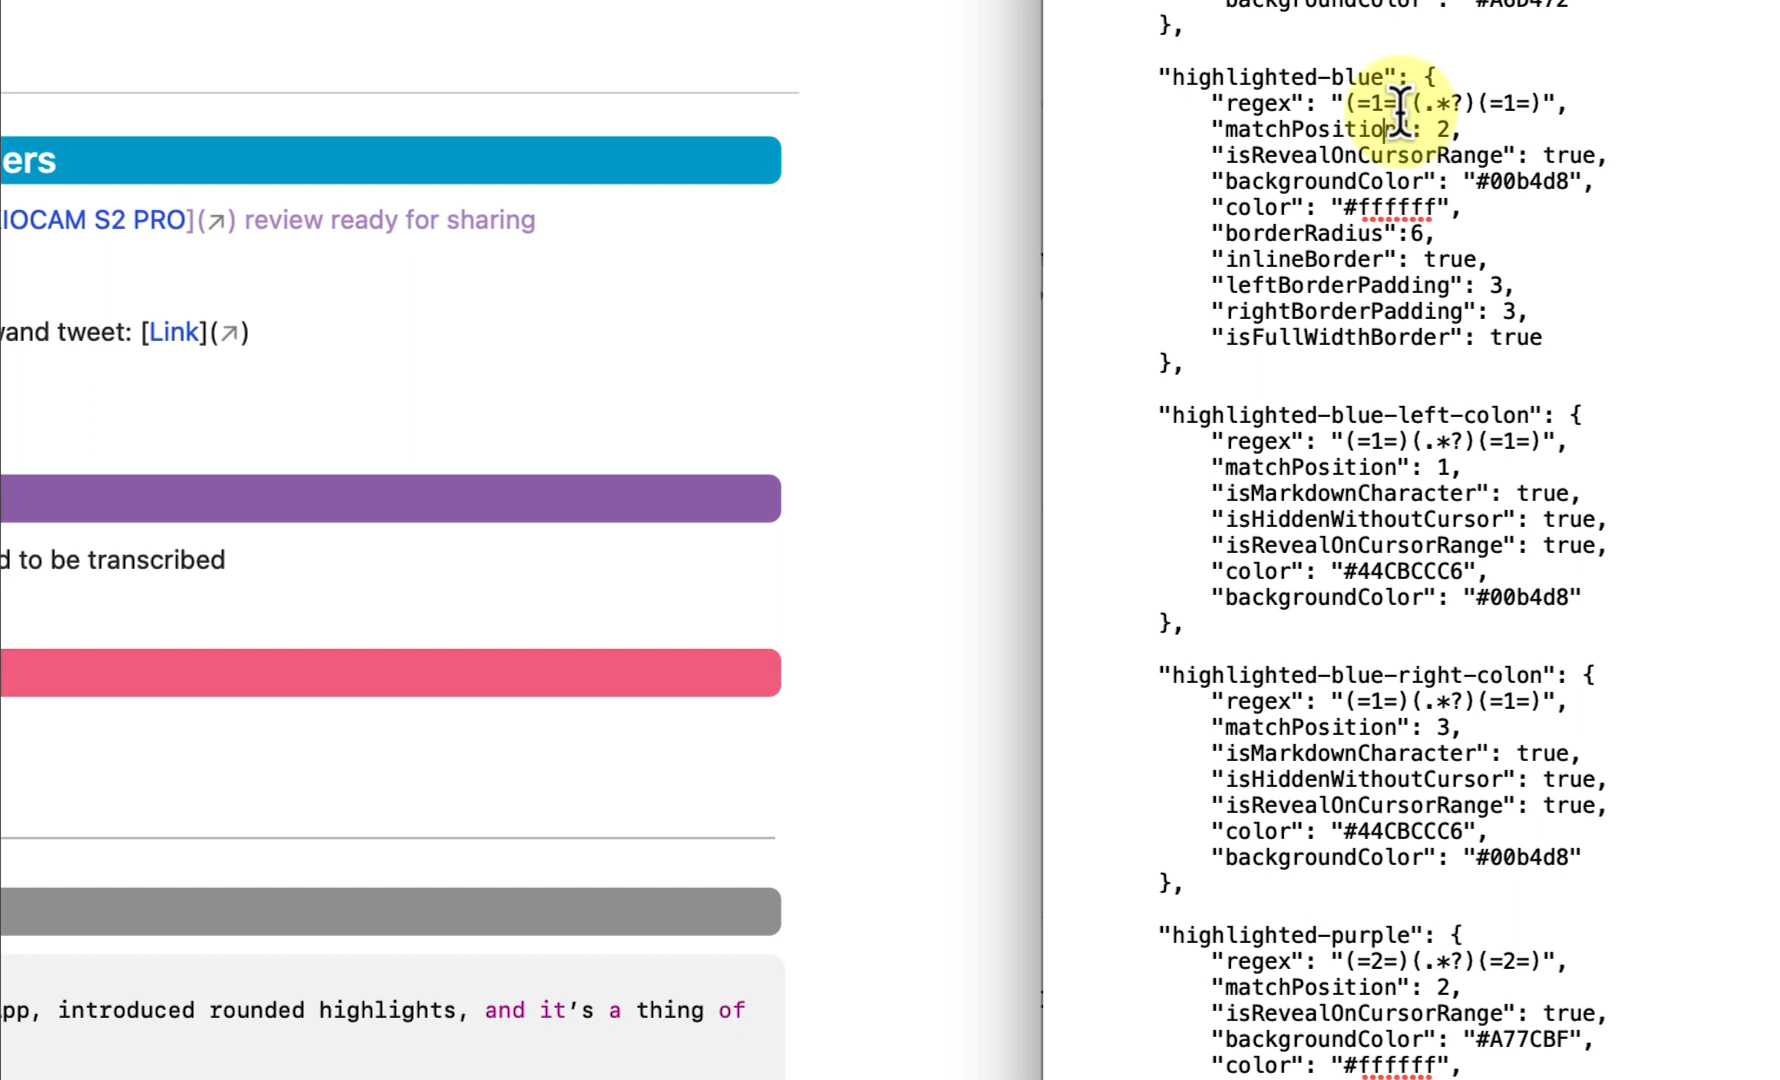 ers
IOCAM S2 PRO](↗) review ready for sharing
and tweet: [Link](↗)
d to be transcribed
pp, introduced rounded highlights, and it's a thing of
"backgroundColor": "#A6D472"
},
"highlighted-blue": {
"regex": "(=1=)(.*?)(=1=)",
"matchPosition": 2,
"isRevealOnCursorRange": true,
"backgroundColor": "#00b4d8",
"color": "#ffffff",
"borderRadius":6,
"inlineBorder": true,
"leftBorderPadding": 3,
"rightBorderPadding": 3,
"isFullWidthBorder": true
},
"highlighted-blue-left-colon": {
"regex": "(=1=)(.*?)(=1=)",
"matchPosition": 1,
"isMarkdownCharacter": true,
"isHiddenWithoutCursor": true,
"isRevealOnCursorRange": true,
"color": "#44CBCCC6",
"backgroundColor": "#00b4d8"
},
"highlighted-blue-right-colon": {
"regex": "(=1=)(.*?)(=1=)",
"matchPosition": 3,
"isMarkdownCharacter": true,
"isHiddenWithoutCursor": true,
"isRevealOnCursorRange": true,
"color": "#44CBCCC6",
"backgroundColor": "#00b4d8"
},
"highlighted-purple": {
"regex": "(=2=)(.*?)(=2=)",
"matchPosition": 2,
"isRevealOnCursorRange": true,
"backgroundColor": "#A77CBF",
"color": "#ffffff",